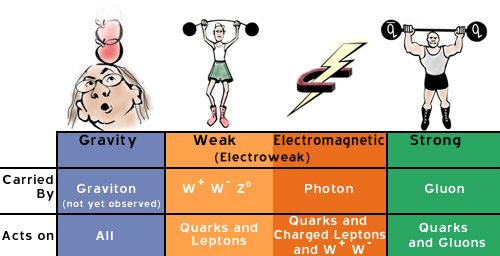 q q
Gravity Weak Electromagnetic Strong
(Electroweak)
Carried By Graviton W+ W- Z0 Photon Gluon
(not yet observed)
Acts on All Quarks and Leptons Quarks and Charged Leptons and W+ W- Quarks and Gluons